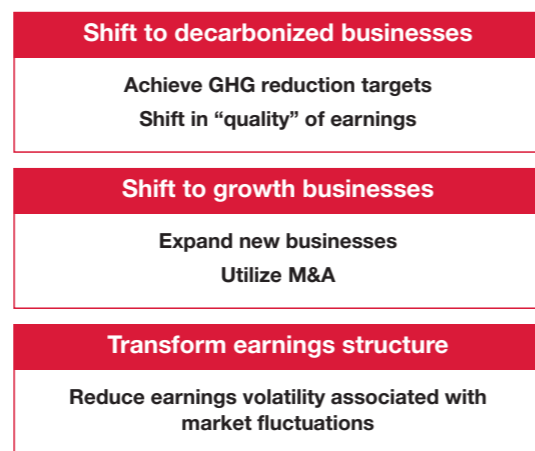 Shift to decarbonized businesses
Achieve GHG reduction targets
Shift in “quality” of earnings
Shift to growth businesses
Expand new businesses
Utilize M&A
Transform earnings structure
Reduce earnings volatility associated with
market fluctuations